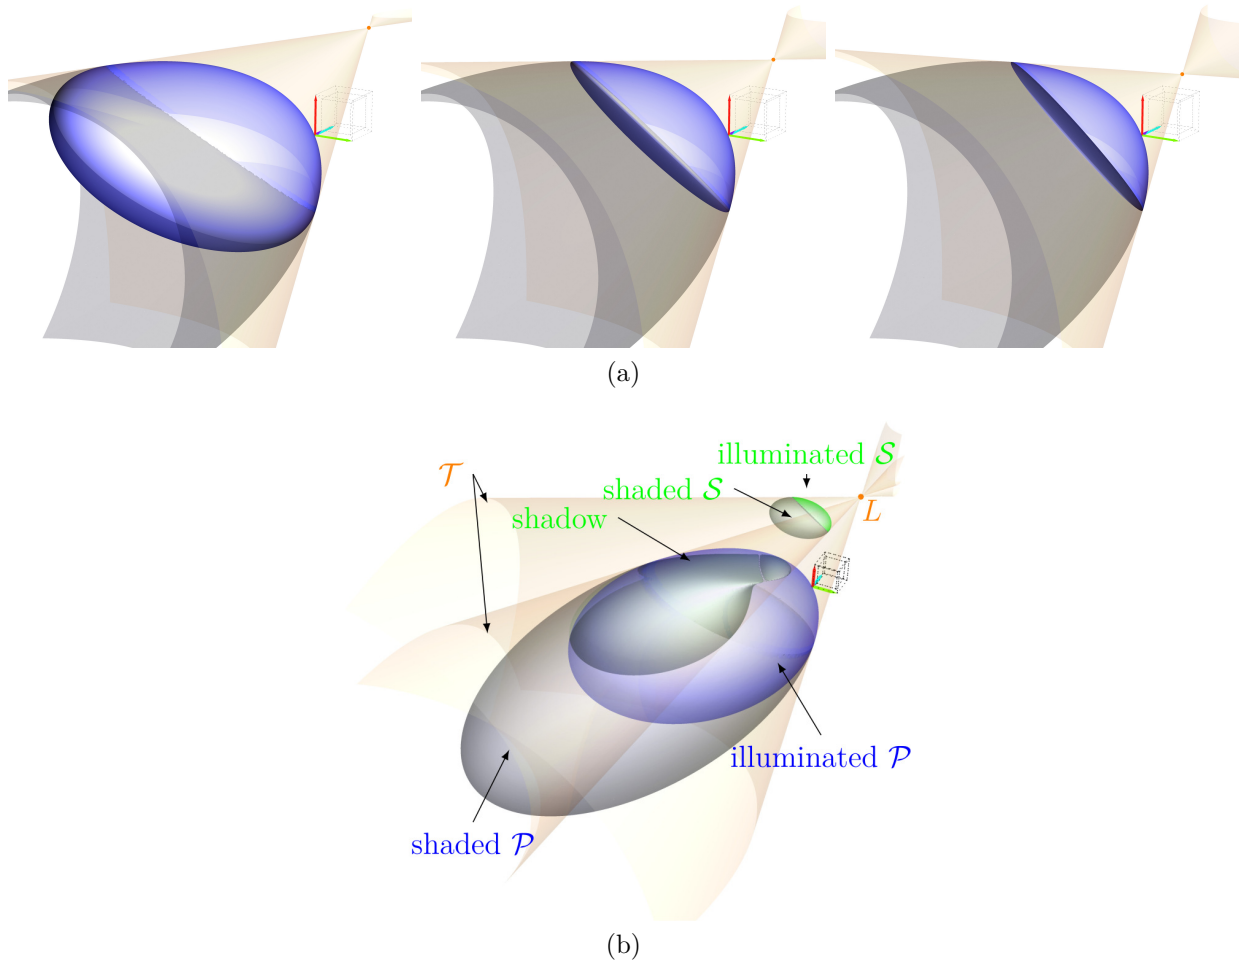 (a)
illuminated 𝒮
𝒯
shaded 𝒮
shadow
L
illuminated 𝒫
shaded 𝒫
(b)